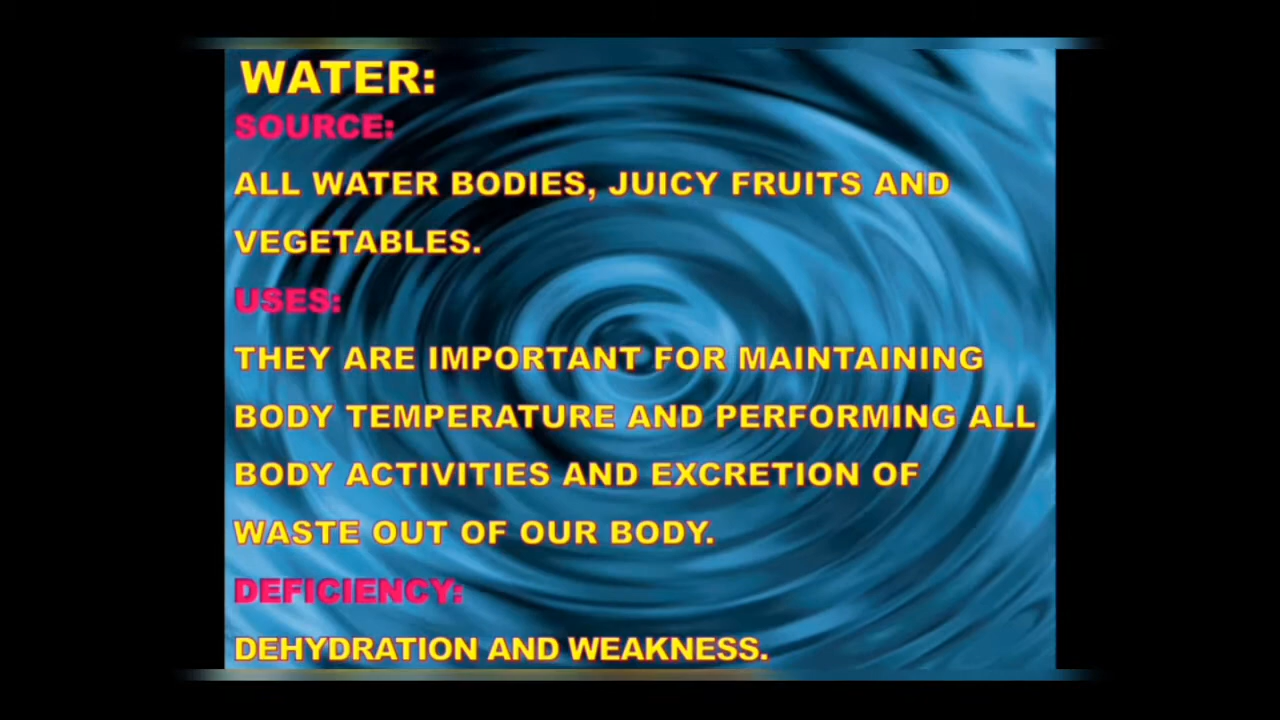 WATER:
SOURCE:
ALL WATER BODIES, JUICY FRUITS AND
VEGETABLES.
USES:
THEY ARE IMPORTANT FOR MAINTAINING
BODY TEMPERATURE AND PERFORMING ALL
BODY ACTIVITIES AND EXCRETION OF
WASTE OUT OF OUR BODY.
DEFICIENCY:
DEHYDRATION AND WEAKNESS.